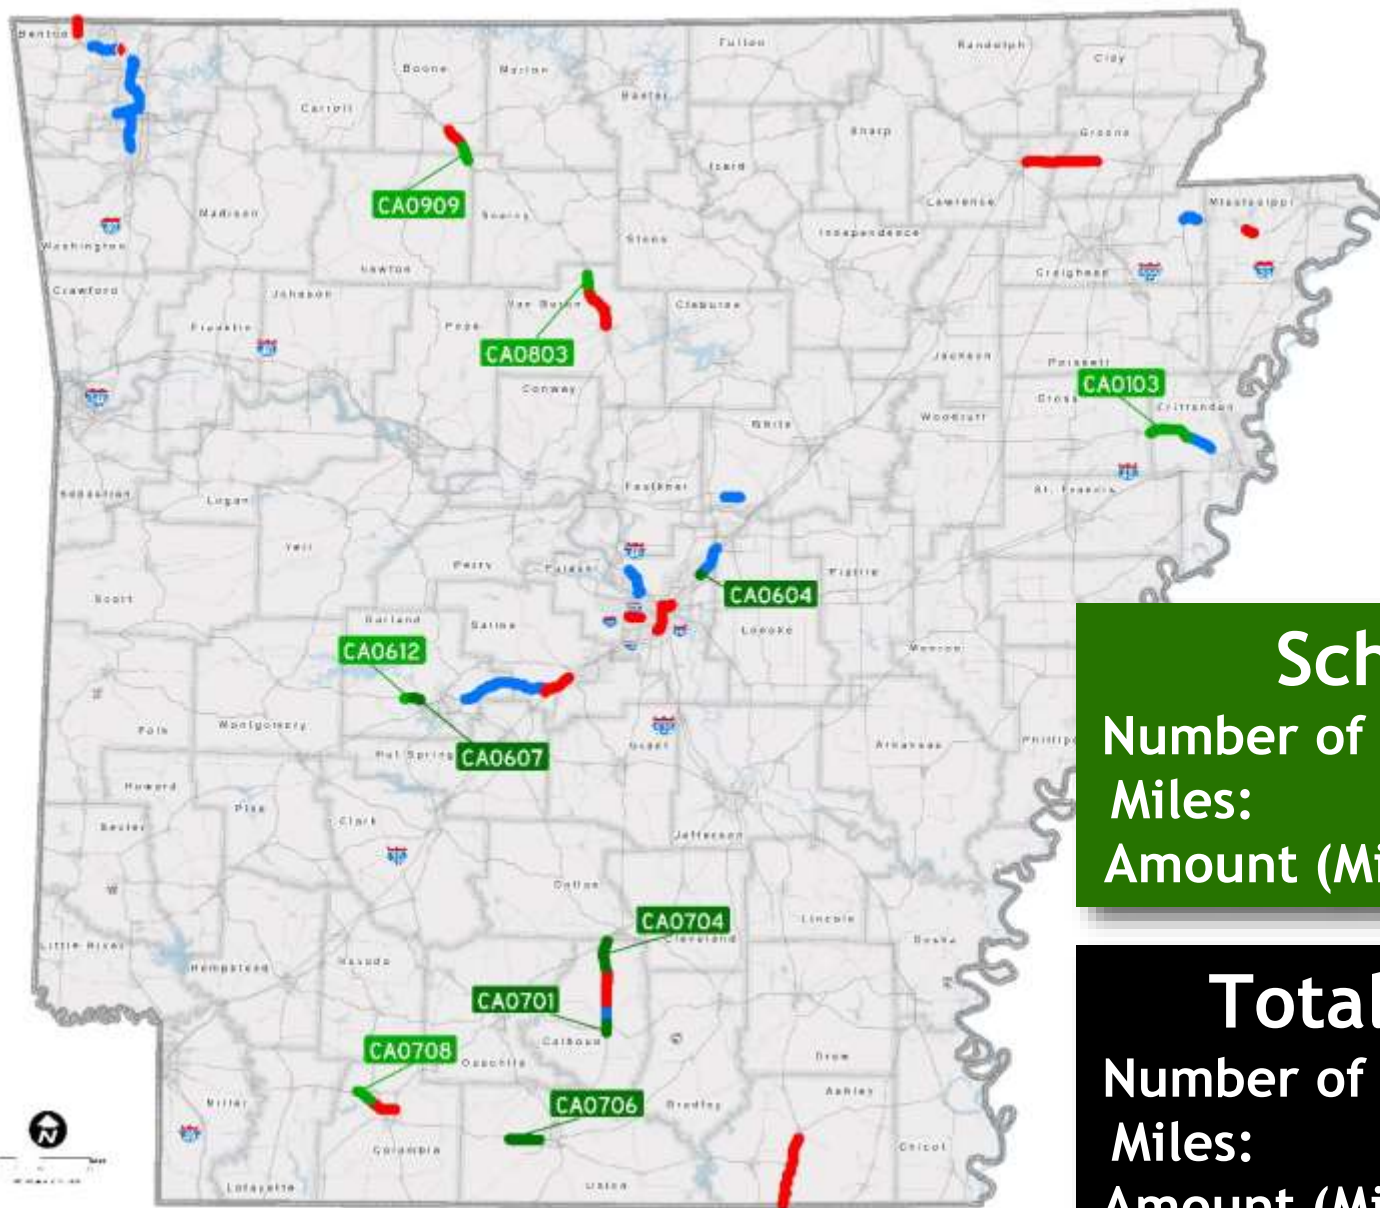 Benton
Boone
Marion
Fulton
Randolph
Clay
Carroll
Baxter
Sharp
Greene
Izard
CA0909
Madison
Searcy
Lawrence
Mississippi
Washington
Stone
Independence
Newton
Craighead
Crawford
Johnson
Van Buren
Cleburne
Franklin
Pope
CA0803
Jackson
Poinsett
CA0103
Conway
Cross
Crittenden
White
Woodruff
Sebastian
Logan
Faulkner
St. Francis
Yell
Perry
Pulaski
Prairie
CA0604
Scott
Garland
Saline
Lonoke
CA0612
Monroe
Polk
Montgomery
Hot Spring
CA0607
Grant
Arkansas
Phillips
Howard
Pike
Clark
Sevier
Jefferson
Dallas
CA0704
Cleveland
Lincoln
Desha
Little River
Hempstead
Nevada
CA0701
Calhoun
CA0708
Ouachita
Drew
Miller
CA0706
Bradley
Ashley
Columbia
Chicot
Lafayette
Union
N
Sch
Number of
Miles:
Amount (Mi
Total
Number of
Miles:
Amount (Mi